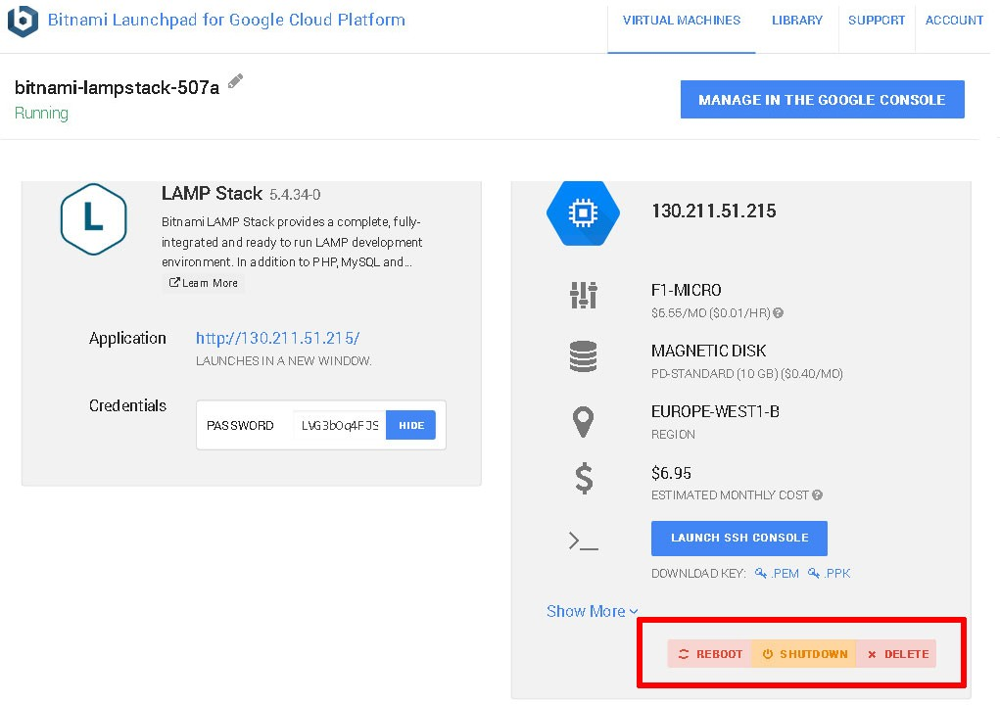 Bitnami Launchpad for Google Cloud Platform
VIRTUAL MACHINES
LIBRARY
SUPPORT
ACCOUNT
bitnami-lampstack-507a
Running
MANAGE IN THE GOOGLE CONSOLE
L
LAMP Stack 5.4.34-0
Bitnami LAMP Stack provides a complete, fully-
integrated and ready to run LAMP development
environment. In addition to PHP, MySQL and...
Learn More
Application
http://130.211.51.215/
LAUNCHES IN A NEW WINDOW.
Credentials
PASSWORD
HIDE
130.211.51.215
F1-MICRO
$6.55/MO ($0.01/HR)
MAGNETIC DISK
PD-STANDARD (10 GB) ($0.40/MO)
EUROPE-WEST1-B
REGION
$6.95
ESTIMATED MONTHLY COST
LAUNCH SSH CONSOLE
DOWNLOAD KEY: .PEM .PPK
Show More
REBOOT
SHUTDOWN
DELETE